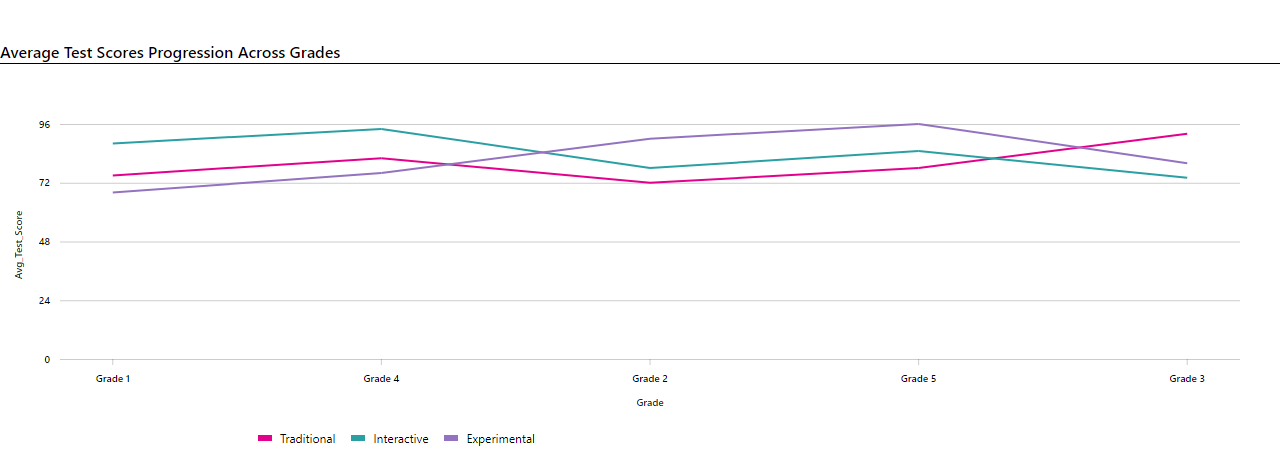 Average Test Scores Progression Across Grades
96
72
48
24
0
Avg_Test_Score
Grade 1 Grade 4 Grade 2 Grade 5 Grade 3
Grade
Traditional Interactive Experimental